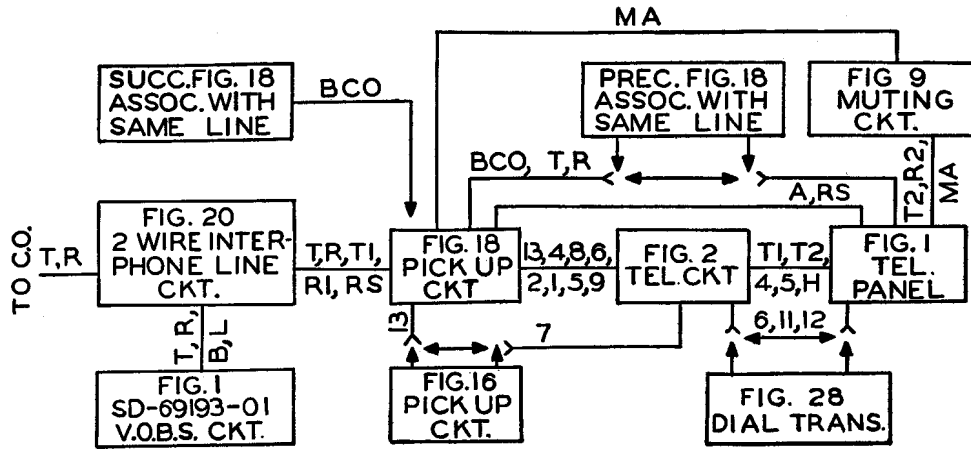 MA
SUCC. FIG. 18
ASSOC. WITH
SAME LINE
BCO
PREC. FIG. 18
ASSOC. WITH
SAME LINE
FIG 9
MUTING
CKT.
BCO, T,R
A,RS
T2,R2,
MA
TO C.O.
T,R
FIG. 20
2 WIRE INTER-
PHONE LINE
CKT.
T,R,T1,
R1, RS
FIG. 18
PICK UP
CKT
13,4,8,6,
2,1,5,9
FIG. 2
TEL. CKT
T1,T2,
4,5,H
FIG. 1
TEL.
PANEL
T,R,
B,L
13
7
6,11,12
FIG. 1
SD-69193-01
V.O.B.S. CKT.
FIG. 16
PICK UP
CKT.
FIG. 28
DIAL TRANS.